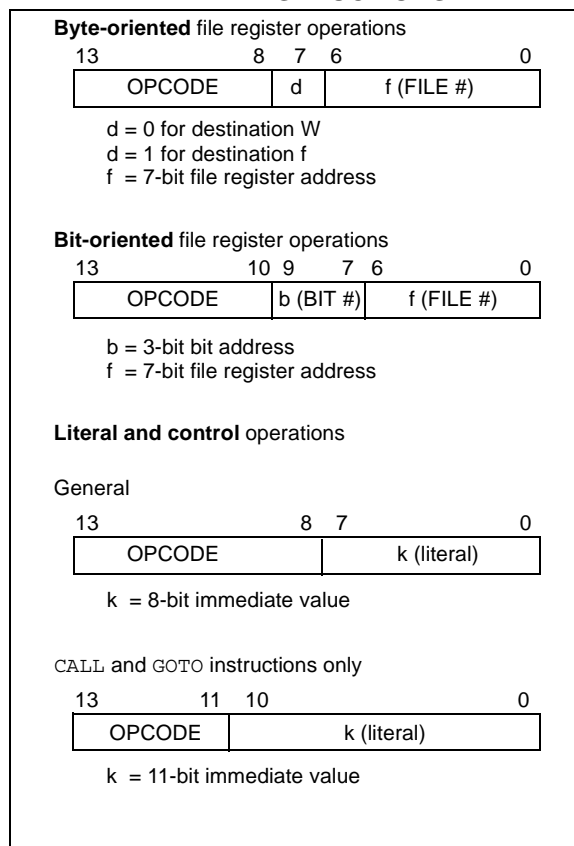 Byte-oriented file register operations
13 8 7 6 0
OPCODE d f (FILE #)
d = 0 for destination W
d = 1 for destination f
f = 7-bit file register address
Bit-oriented file register operations
13 10 9 7 6 0
OPCODE b (BIT #) f (FILE #)
b = 3-bit bit address
f = 7-bit file register address
Literal and control operations
General
13 8 7 0
OPCODE k (literal)
k = 8-bit immediate value
CALL and GOTO instructions only
13 11 10 0
OPCODE k (literal)
k = 11-bit immediate value